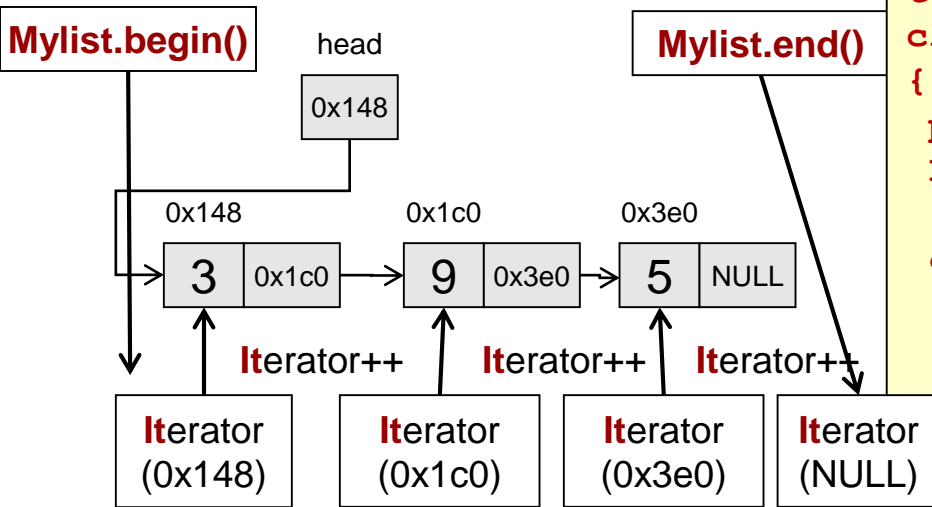 Mylist.begin()
head
Mylist.end()
0x148
{
0x148
0x1c0
0x3e0
3 0x1c0
9 0x3e0
5 NULL
Iterator++
Iterator++
Iterator++
Iterator
(0x148)
Iterator
(0x1c0)
Iterator
(0x3e0)
Iterator
(NULL)